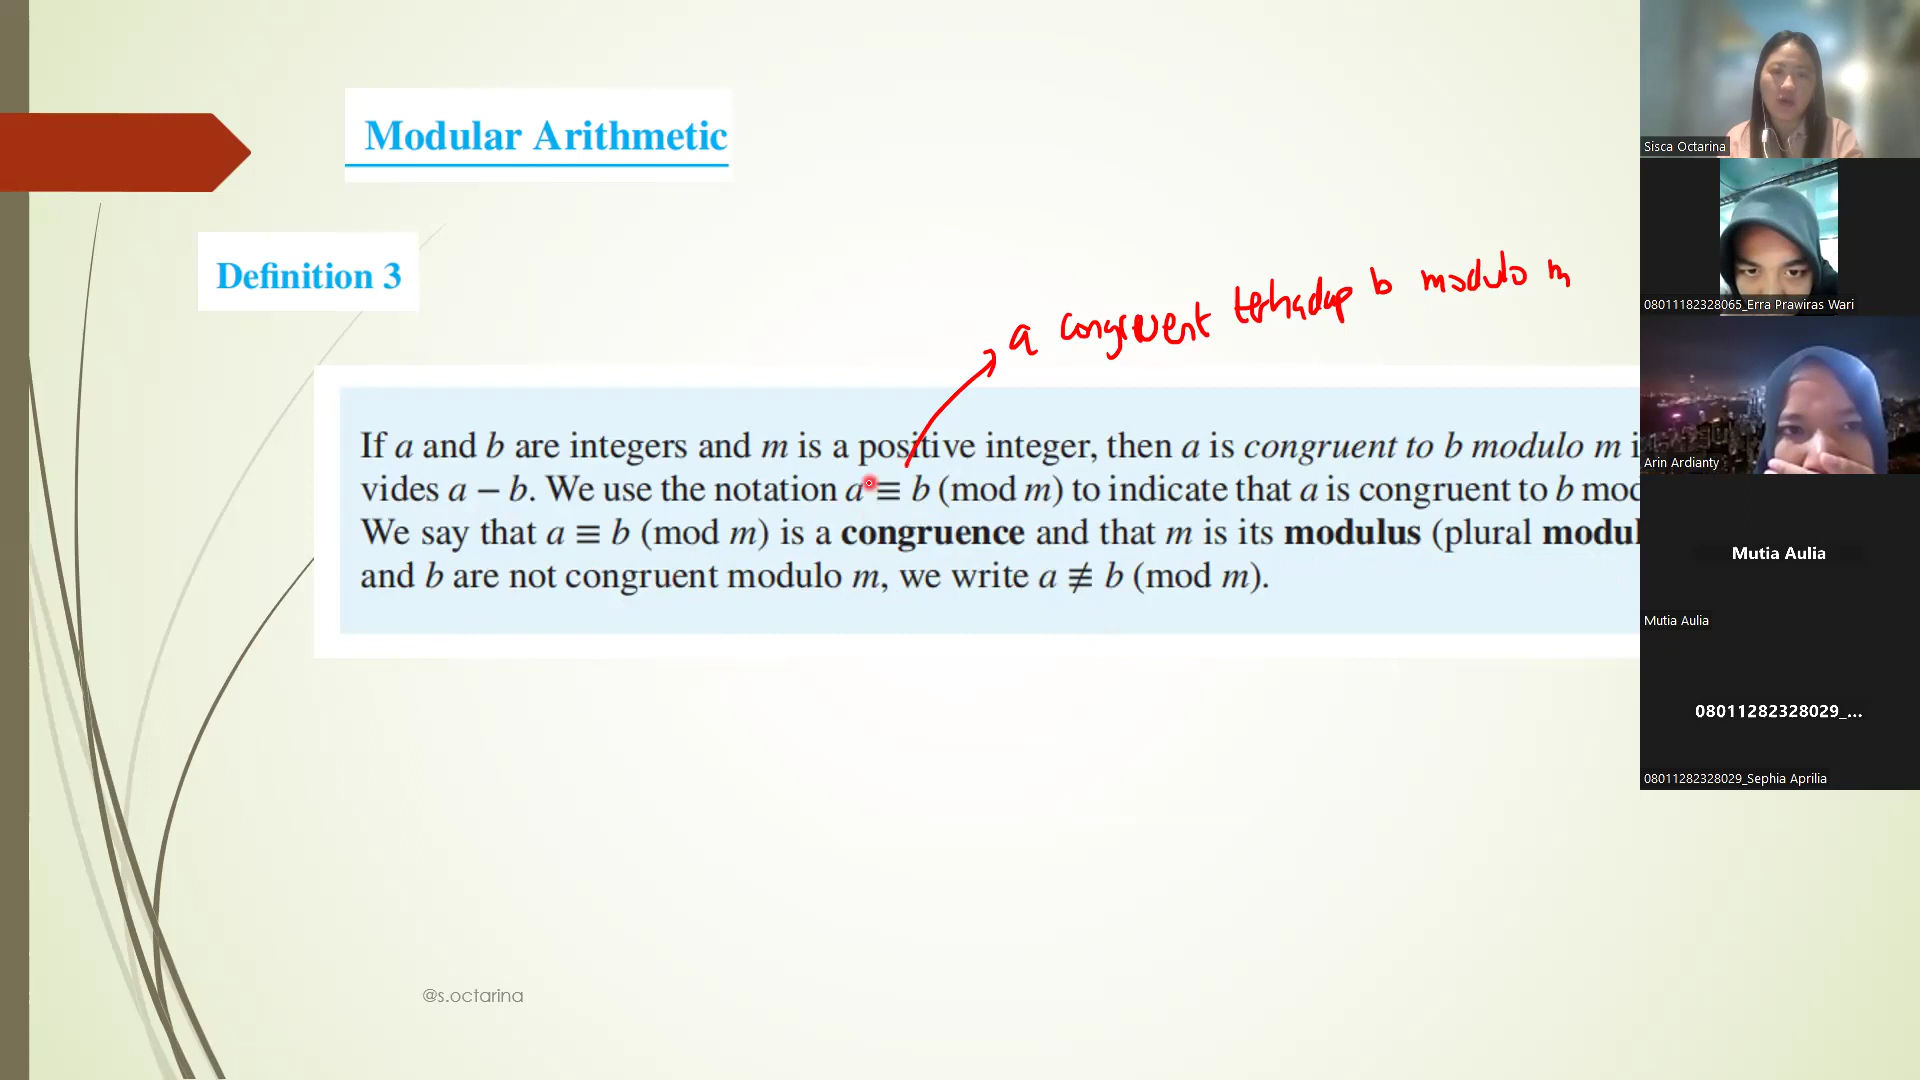 Modular Arithmetic
Definition 3
a congruent terhadap b modulo m
If a and b are integers and m is a positive integer, then a is congruent to b modulo m i
vides a − b. We use the notation a ≡ b (mod m) to indicate that a is congruent to b mod
We say that a ≡ b (mod m) is a congruence and that m is its modulus (plural modul
and b are not congruent modulo m, we write a ≢ b (mod m).
@s.octarina
Sisca Octarina
08011182328065_Erra Prawiras Wari
Arin Ardianty
Mutia Aulia
Mutia Aulia
08011282328029_...
08011282328029_Sephia Aprilia